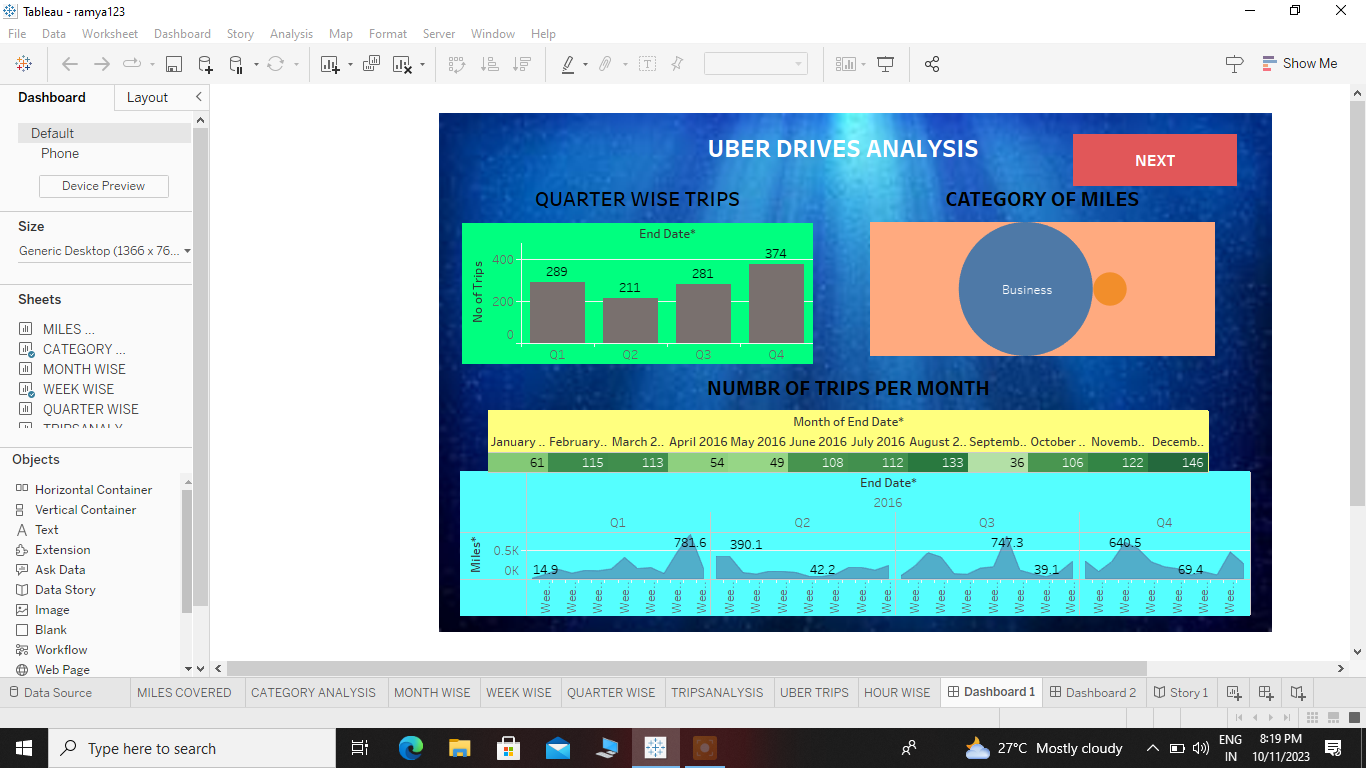 Tableau - ramya123
File Data Worksheet Dashboard Story Analysis Map Format Server Window Help
Show Me
Dashboard Layout
Default
Phone
Device Preview
Size
Generic Desktop (1366 x 76...
Sheets
MILES ...
CATEGORY ...
MONTH WISE
WEEK WISE
QUARTER WISE
Objects
Horizontal Container
Vertical Container
Text
Extension
Ask Data
Data Story
Image
Blank
Workflow
Web Page
UBER DRIVES ANALYSIS
NEXT
QUARTER WISE TRIPS
End Date*
No of Trips
400
200
0
289
211
281
374
Q1 Q2 Q3 Q4
CATEGORY OF MILES
Business
NUMBR OF TRIPS PER MONTH
Month of End Date*
January .. February.. March 2.. April 2016 May 2016 June 2016 July 2016 August 2.. Septemb.. October .. Novemb.. Decemb..
61 115 113 54 49 108 112 133 36 106 122 146
End Date*
2016
Q1 Q2 Q3 Q4
Miles*
0.5K
0K
14.9 781.6 390.1 42.2 747.3 39.1 640.5 69.4
Wee.. Wee.. Wee.. Wee.. Wee.. Wee.. Wee.. Wee.. Wee.. Wee.. Wee.. Wee.. Wee.. Wee.. Wee.. Wee.. Wee.. Wee.. Wee.. Wee.. Wee.. Wee.. Wee.. Wee.. Wee.. Wee.. Wee..
Data Source MILES COVERED CATEGORY ANALYSIS MONTH WISE WEEK WISE QUARTER WISE TRIPSANALYSIS UBER TRIPS HOUR WISE Dashboard 1 Dashboard 2 Story 1
Type here to search
27°C Mostly cloudy
ENG
IN
8:19 PM
10/11/2023